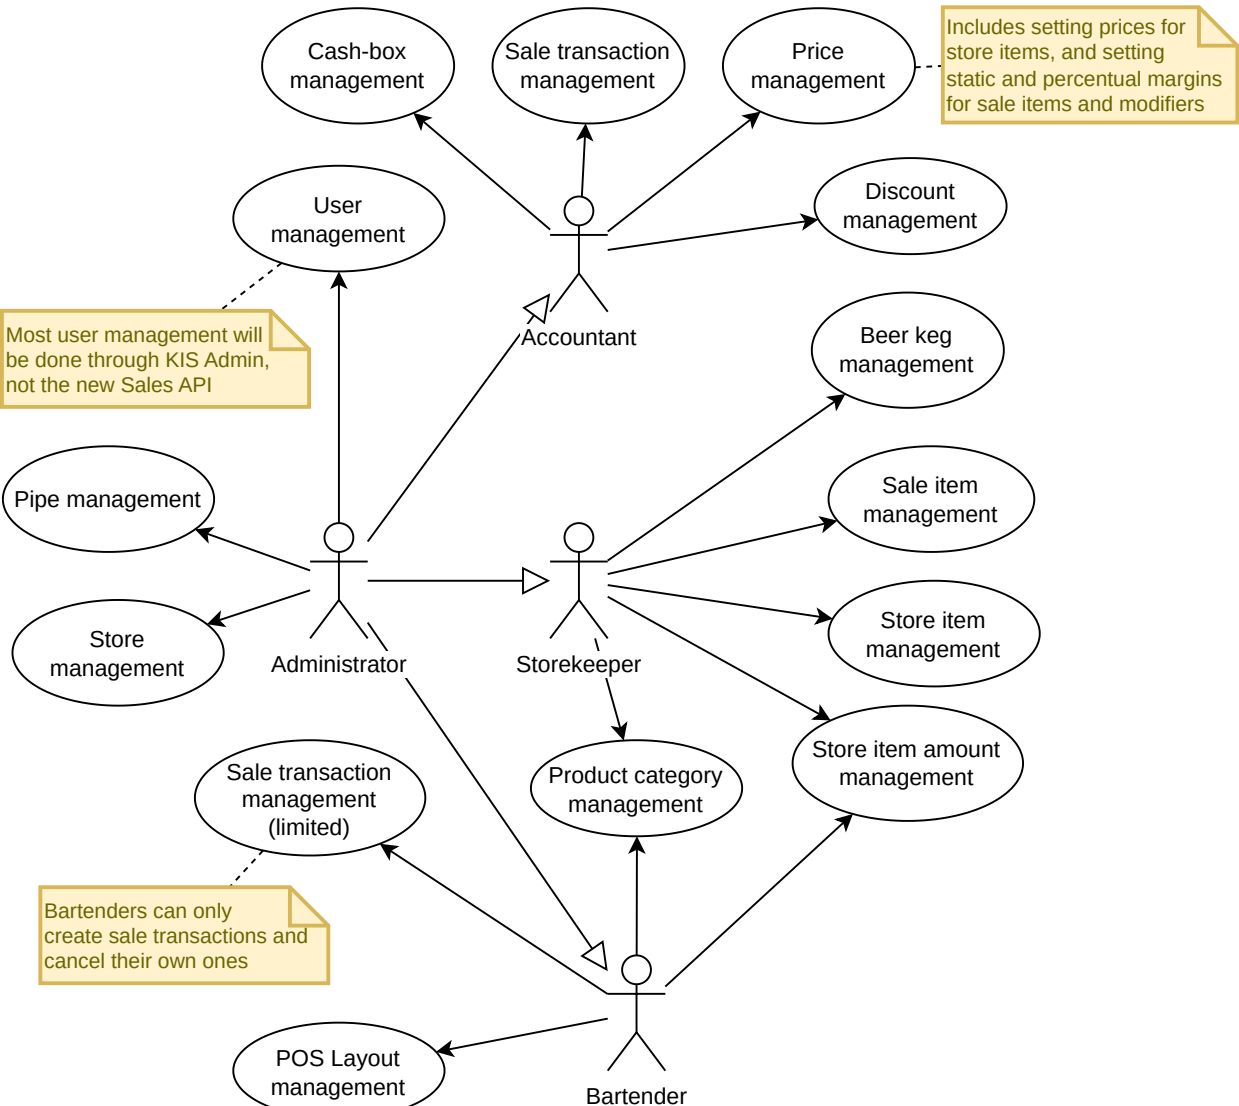 Cash-box
management
Sale transaction
management
Price
management
Includes setting prices for
store items, and setting
static and percentual margins
for sale items and modifiers
User
management
Discount
management
Most user management will
be done through KIS Admin,
not the new Sales API
Accountant
Beer keg
management
Pipe management
Sale item
management
Store
management
Administrator
Storekeeper
Store item
management
Sale transaction
management
(limited)
Product category
management
Store item amount
management
Bartenders can only
create sale transactions and
cancel their own ones
POS Layout
management
Bartender